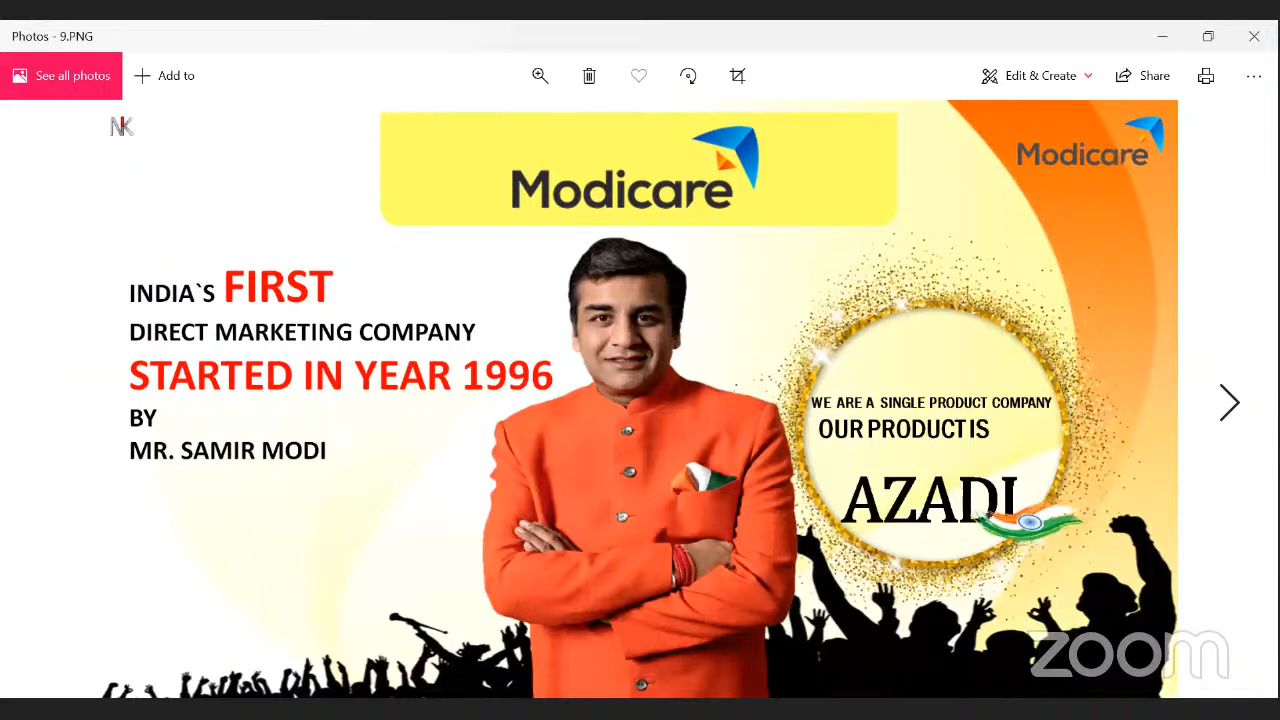 Photos - 9.PNG
See all photos
Add to
Edit & Create
Share
NK
Modicare
Modicare
INDIA`S FIRST
DIRECT MARKETING COMPANY
STARTED IN YEAR 1996
BY
MR. SAMIR MODI
WE ARE A SINGLE PRODUCT COMPANY
OUR PRODUCT IS
AZADI
zoom